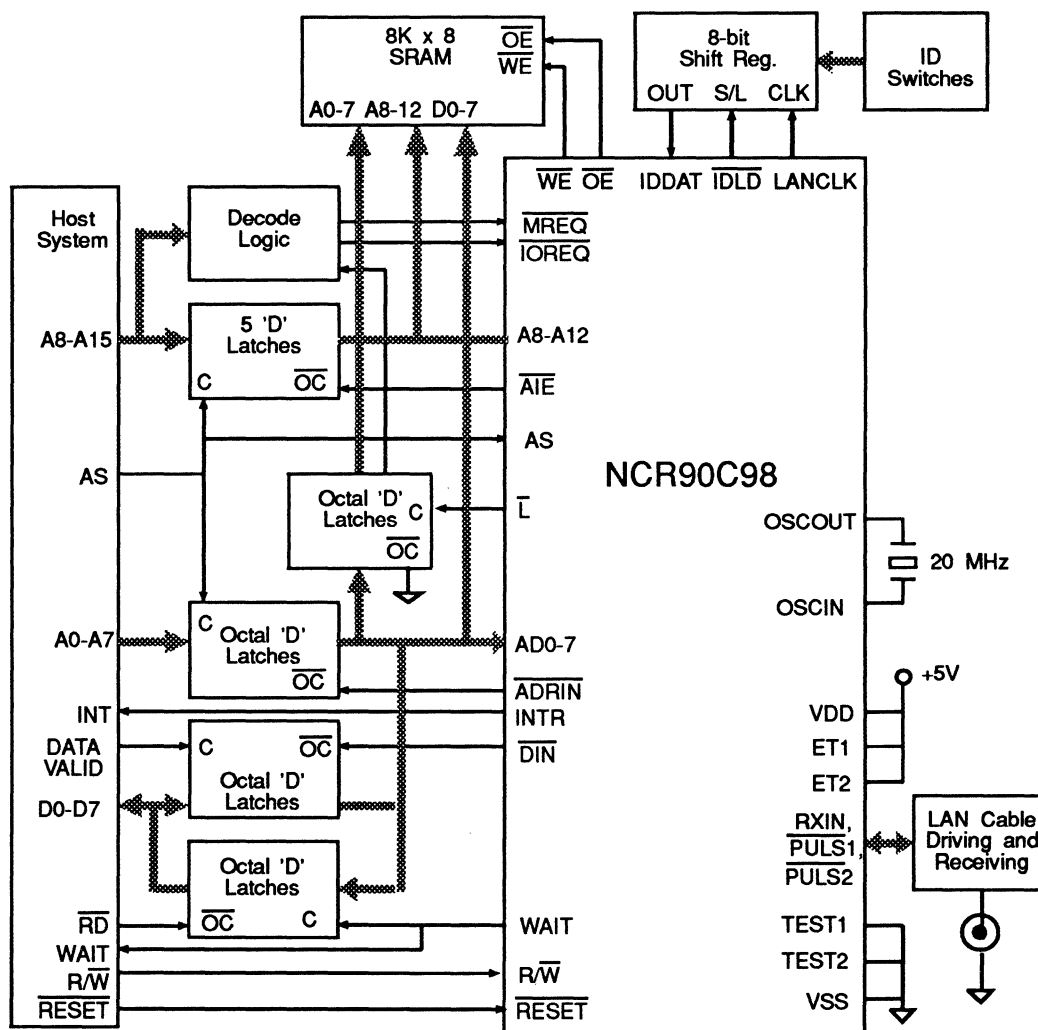 8K x 8
SRAM
OE
WE
A0-7 A8-12 D0-7
8-bit
Shift Reg.
OUT S/L CLK
ID
Switches
WE OE IDDAT IDLD LANCLK
Host
System
Decode
Logic
MREQ
IOREQ
A8-A15
5 'D'
Latches
C OC
A8-A12
AIE
AS
AS
NCR90C98
Octal 'D'
Latches C
OC
L
OSCOUT
20 MHz
OSCIN
A0-A7
C Octal 'D'
Latches
OC
AD0-7
ADRIN
+5V
INT
INTR
VDD
DATA
VALID
C OC
Octal 'D'
Latches
DIN
ET1
ET2
D0-D7
RXIN,
PULS1,
PULS2
LAN Cable
Driving and
Receiving
Octal 'D'
Latches
OC C
RD
WAIT
WAIT
TEST1
R/W
R/W
TEST2
RESET
RESET
VSS